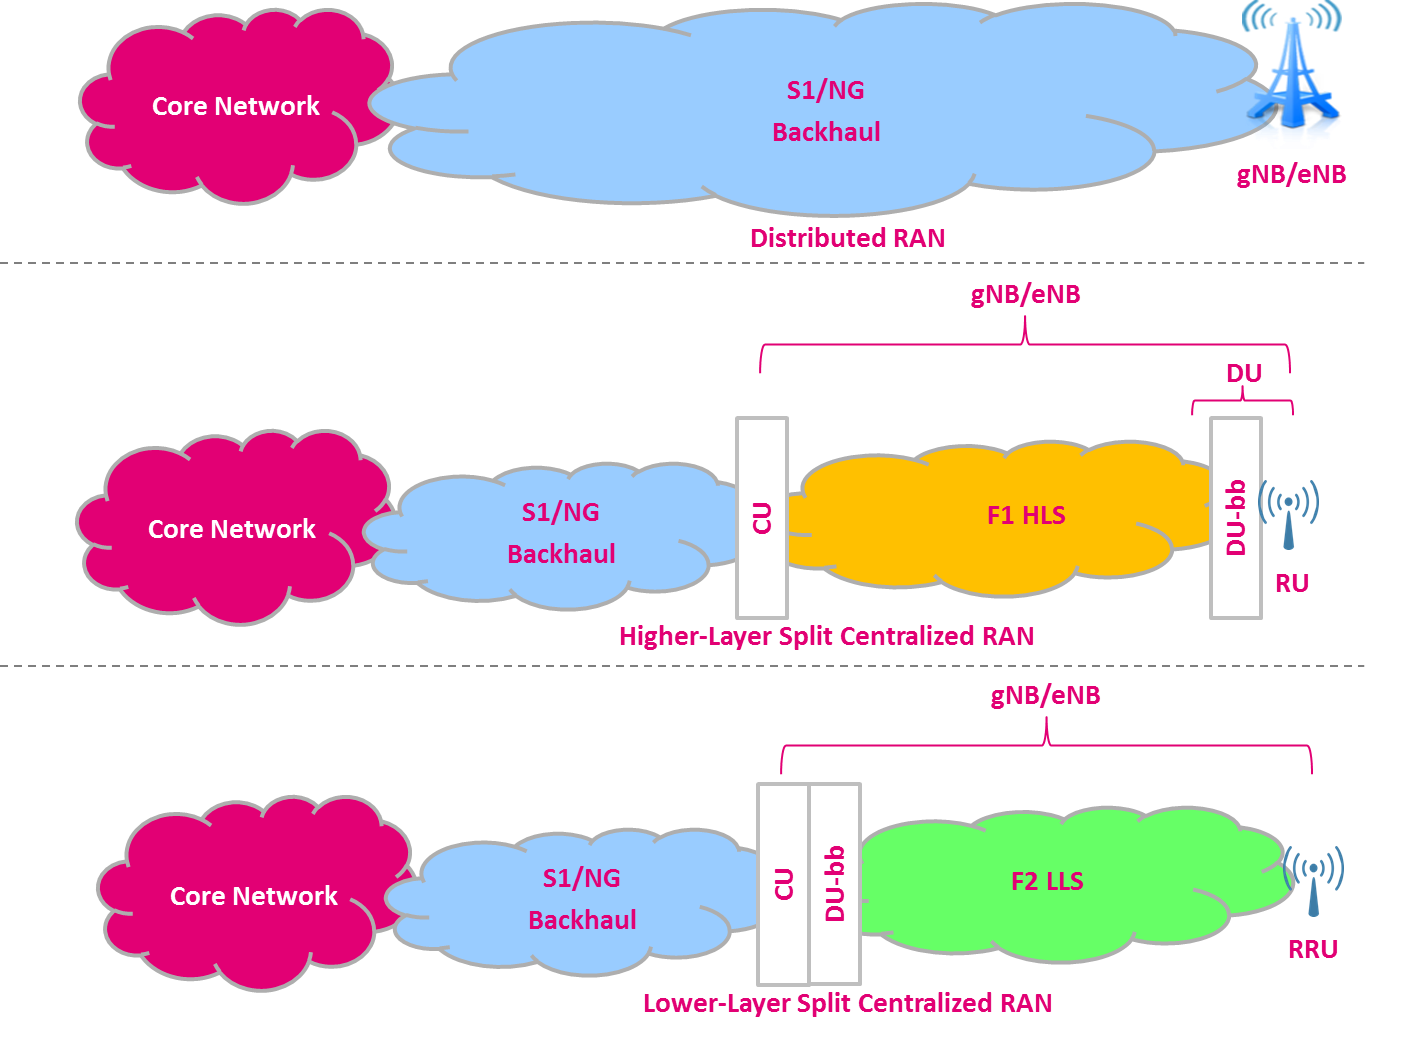 Core Network
S1/NG
Backhaul
gNB/eNB
Distributed RAN
gNB/eNB
DU
Core Network
S1/NG
Backhaul
CU
F1 HLS
DU-bb
RU
Higher-Layer Split Centralized RAN
gNB/eNB
Core Network
S1/NG
Backhaul
CU
DU-bb
F2 LLS
RRU
Lower-Layer Split Centralized RAN